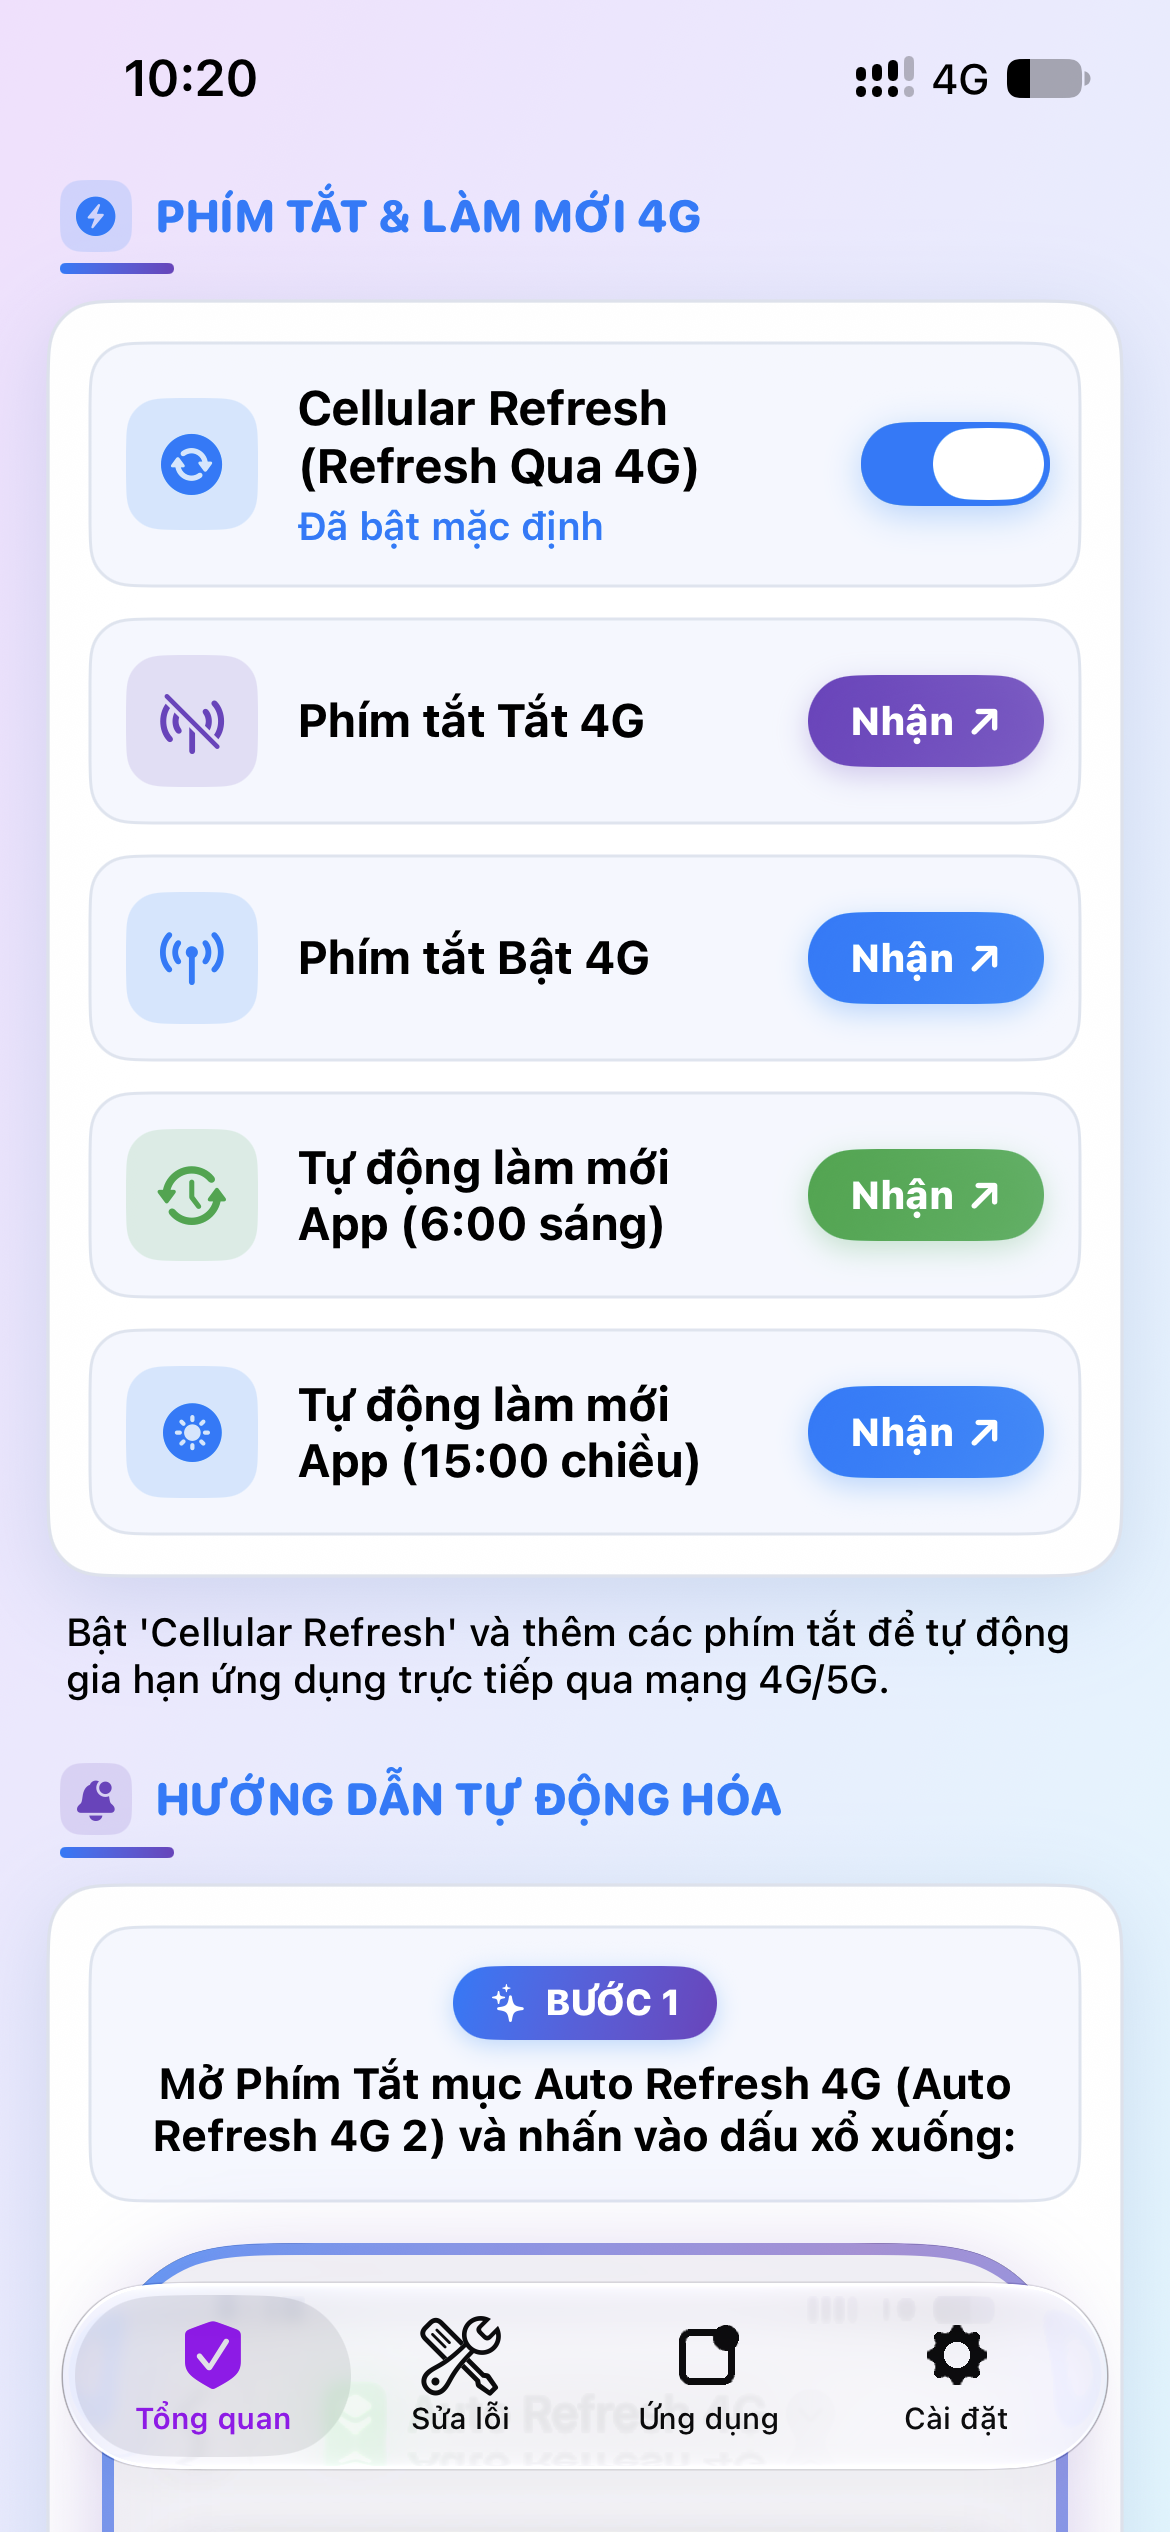 10:20
4G
PHÍM TẮT & LÀM MỚI 4G
Cellular Refresh
(Refresh Qua 4G)
Đã bật mặc định
Phím tắt Tắt 4G
Nhận
Phím tắt Bật 4G
Nhận
Tự động làm mới
App (6:00 sáng)
Nhận
Tự động làm mới
App (15:00 chiều)
Nhận
Bật 'Cellular Refresh' và thêm các phím tắt để tự động
gia hạn ứng dụng trực tiếp qua mạng 4G/5G.
HƯỚNG DẪN TỰ ĐỘNG HÓA
BƯỚC 1
Mở Phím Tắt mục Auto Refresh 4G (Auto
Refresh 4G 2) và nhấn vào dấu xổ xuống:
Auto Refresh 4G
Tổng quan
Sửa lỗi
Ứng dụng
Cài đặt